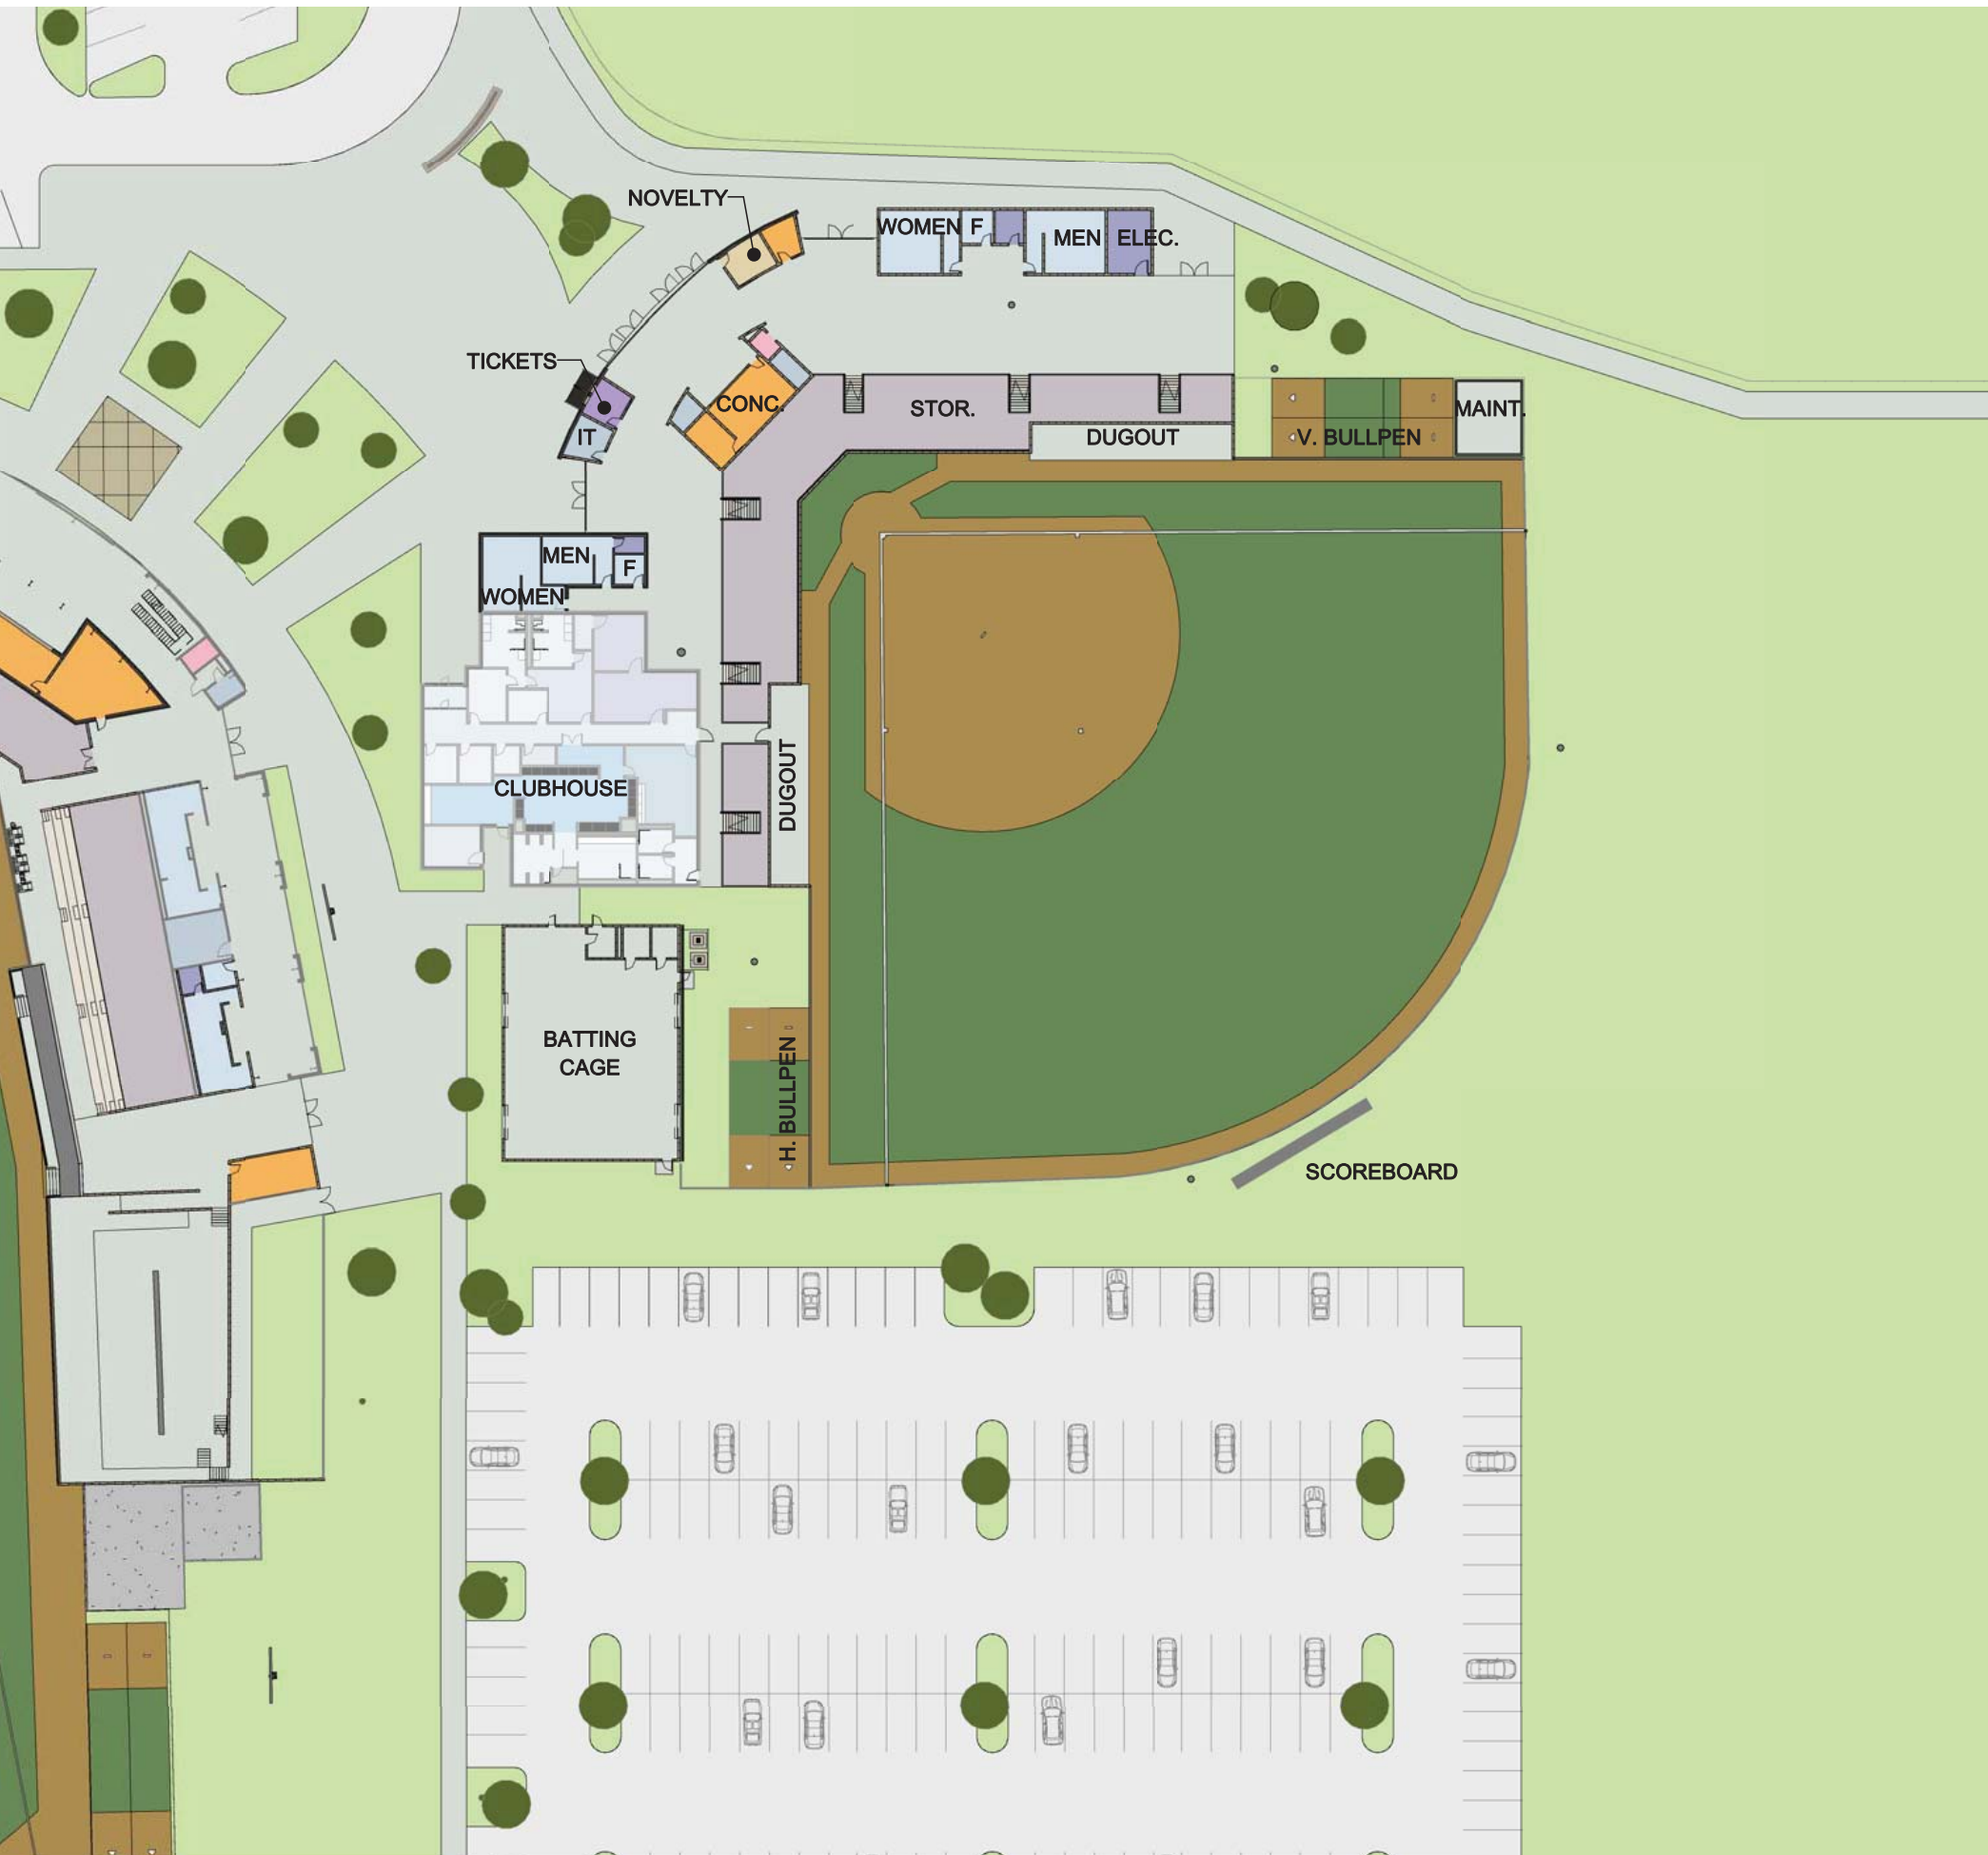 NOVELTY
WOMEN
F
MEN
ELEC.
TICKETS
CONC.
STOR.
MAINT.
IT
DUGOUT
V. BULLPEN
MEN
F
WOMEN
CLUBHOUSE
DUGOUT
BATTING
CAGE
H. BULLPEN
SCOREBOARD